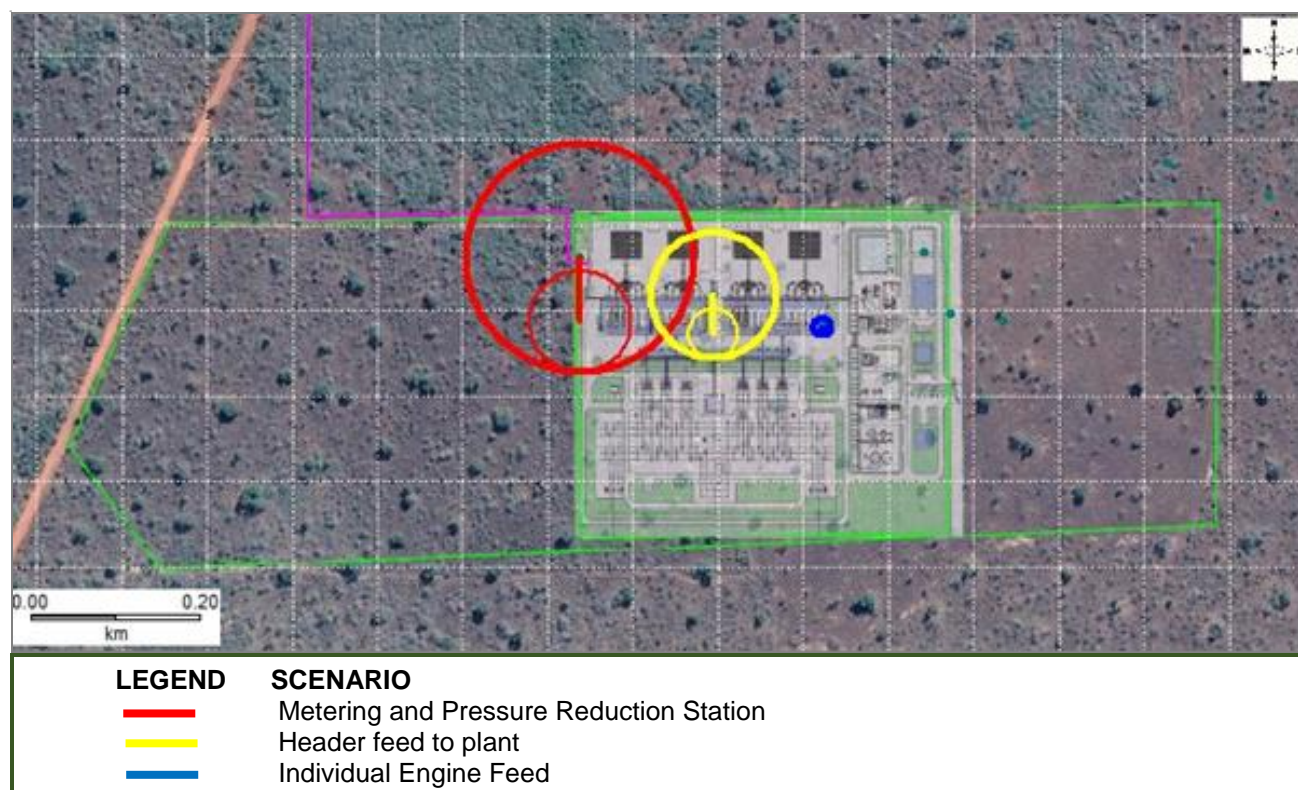 0.00 0.20
km
LEGEND SCENARIO
Metering and Pressure Reduction Station
Header feed to plant
Individual Engine Feed